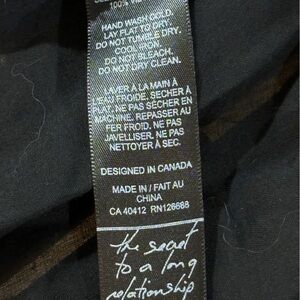 100%
HAND WASH COLD.
LAY FLAT TO DRY.
DO NOT TUMBLE DRY.
COOL IRON.
DO NOT BLEACH.
DO NOT DRY CLEAN.
LAVER À LA MAIN À
L'EAU FROIDE. SÉCHER À
PLAT. NE PAS SÉCHER EN
MACHINE. REPASSER AU
FER FROID. NE PAS
JAVELLISER. NE PAS
NETTOYER À SEC.
DESIGNED IN CANADA
MADE IN / FAIT AU
CHINA
CA 40412 RN126668
the secret
to a long
relationship